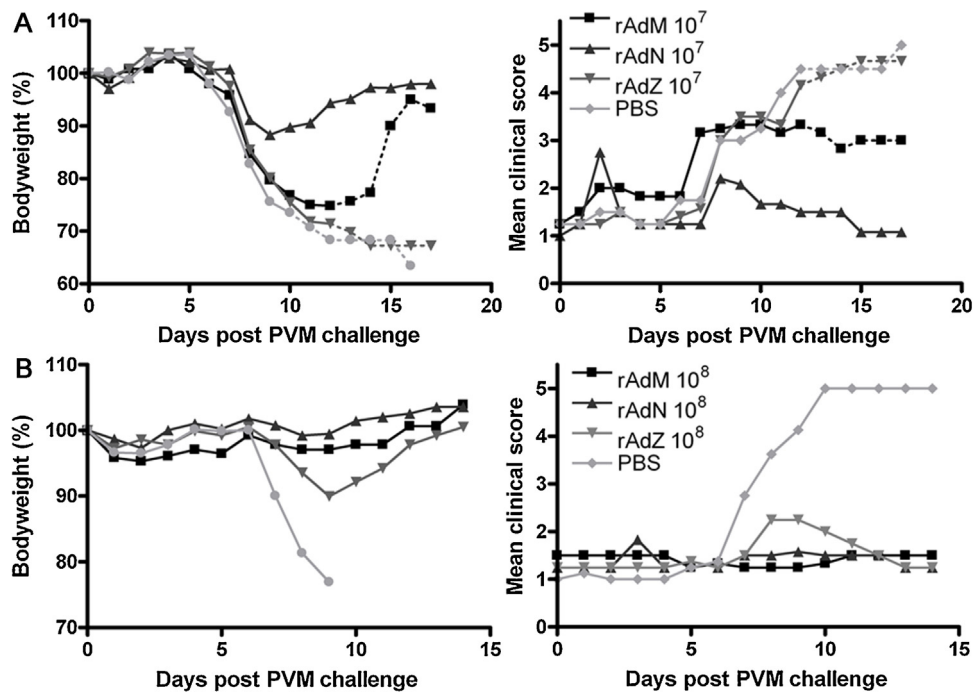 A
Bodyweight (%)
110
100
90
80
70
60
0 5 10 15 20
Days post PVM challenge
Mean clinical score
5
4
3
2
1
0
0 5 10 15 20
Days post PVM challenge
rAdM 10⁷
rAdN 10⁷
rAdZ 10⁷
PBS
B
Bodyweight (%)
110
100
90
80
70
0 5 10 15
Days post PVM challenge
Mean clinical score
5
4
3
2
1
0
0 5 10 15
Days post PVM challenge
rAdM 10⁸
rAdN 10⁸
rAdZ 10⁸
PBS